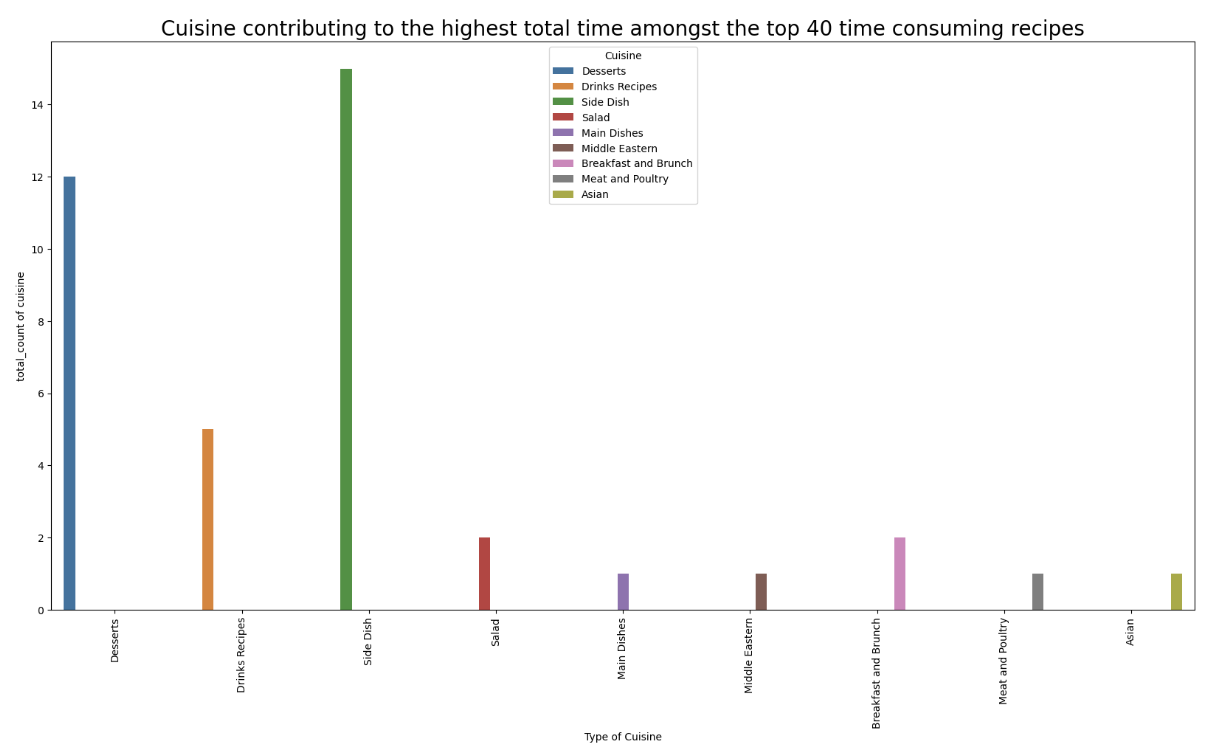 Cuisine contributing to the highest total time amongst the top 40 time consuming recipes
Cuisine
Desserts
Drinks Recipes
Side Dish
Salad
Main Dishes
Middle Eastern
Breakfast and Brunch
Meat and Poultry
Asian
total_count of cuisine
14
12
10
8
6
4
2
0
Desserts
Drinks Recipes
Side Dish
Salad
Main Dishes
Middle Eastern
Breakfast and Brunch
Meat and Poultry
Asian
Type of Cuisine